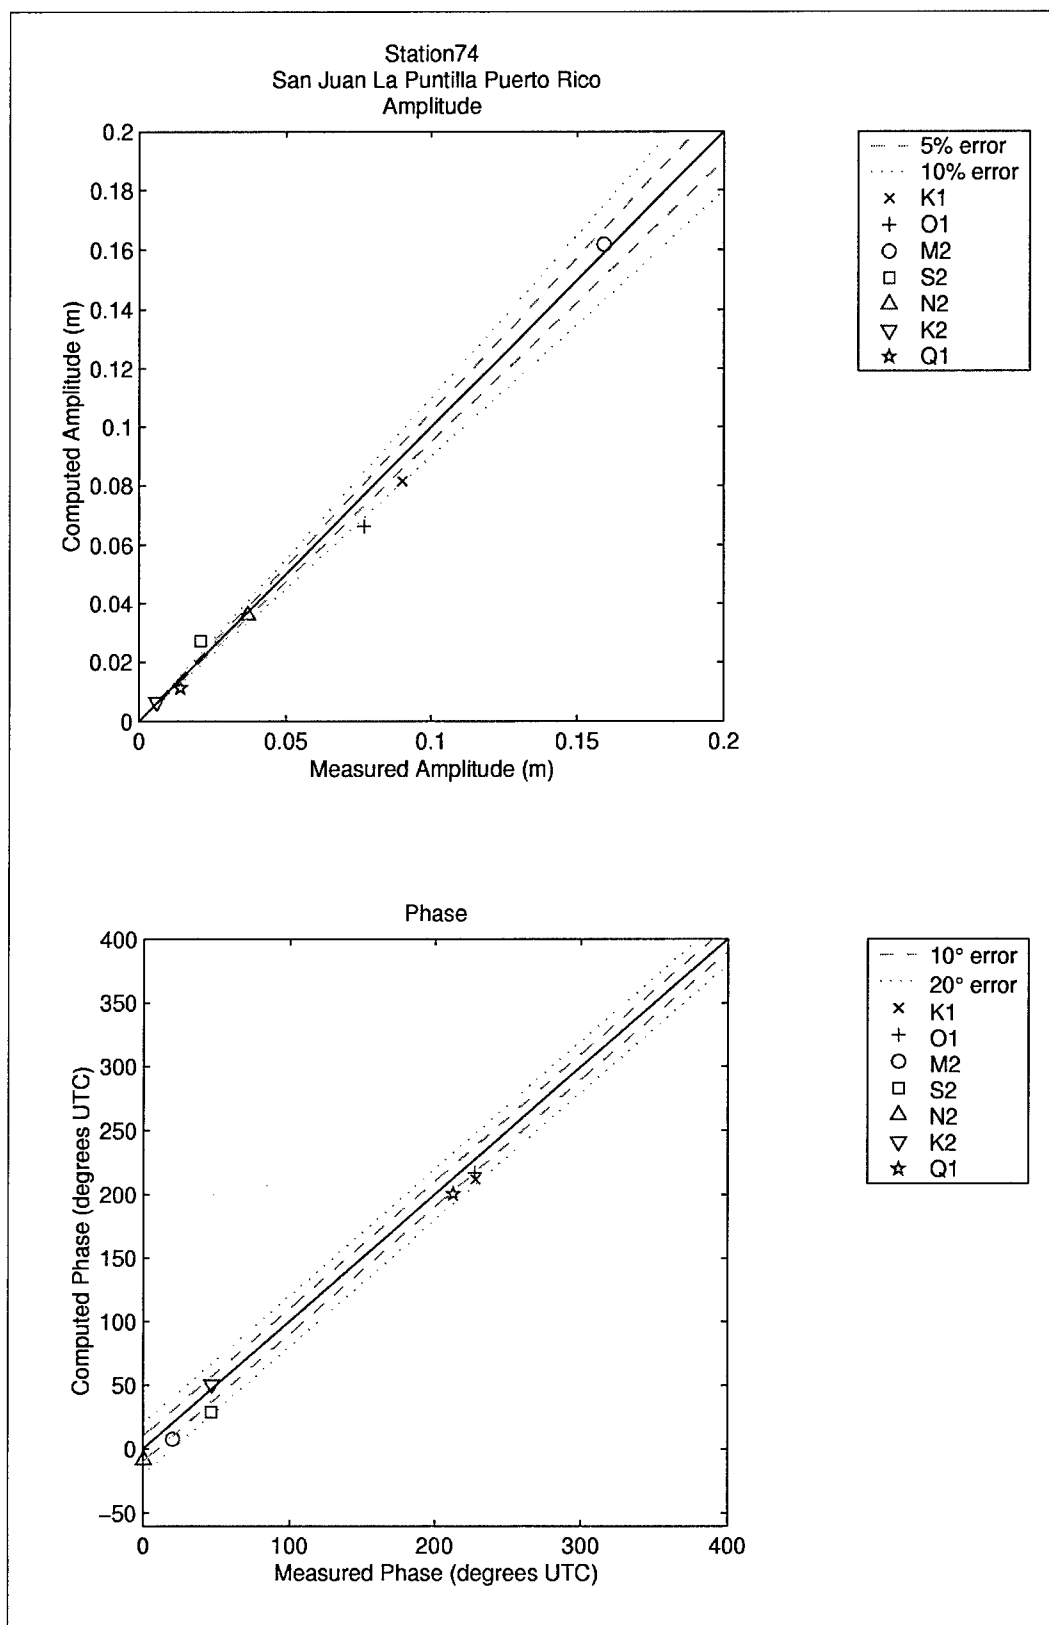 Station74
San Juan La Puntilla Puerto Rico
Amplitude
0.2
0.18
0.16
0.14
0.12
0.1
0.08
0.06
0.04
0.02
0
Computed Amplitude (m)
0 0.05 0.1 0.15 0.2
Measured Amplitude (m)
5% error
10% error
K1
O1
M2
S2
N2
K2
Q1
Phase
400
350
300
250
200
150
100
50
0
−50
Computed Phase (degrees UTC)
0 100 200 300 400
Measured Phase (degrees UTC)
10° error
20° error
K1
O1
M2
S2
N2
K2
Q1